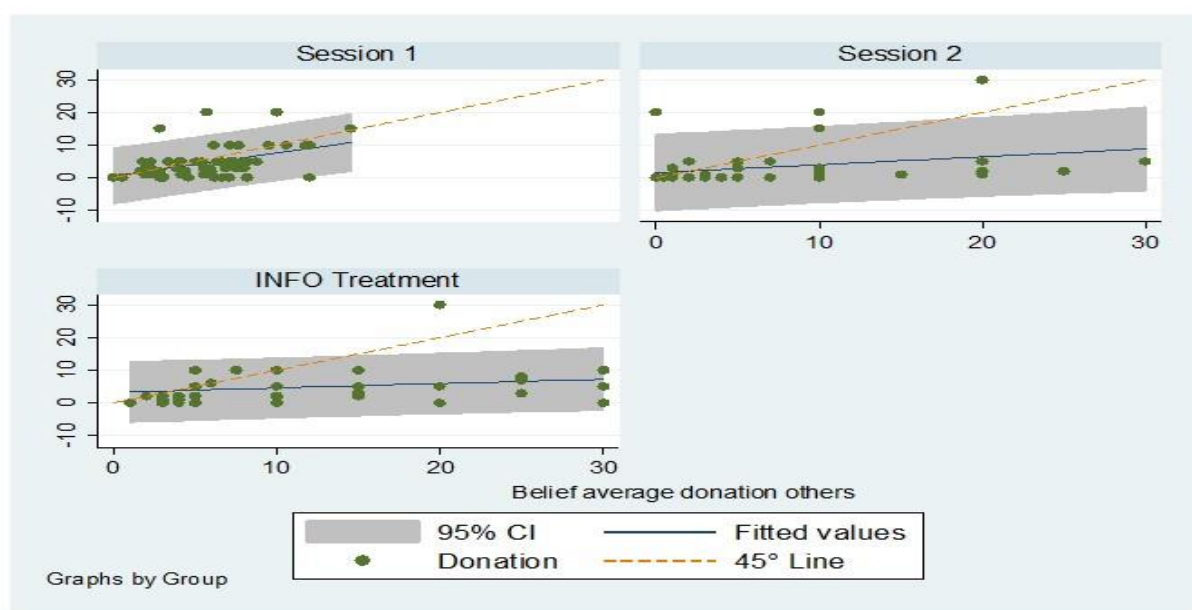 Session 1
Session 2
30
20
10
0
-10
0 10 20 30
INFO Treatment
30
20
10
0
-10
0 10 20 30
Belief average donation others
95% CI Fitted values
Donation 45° Line
Graphs by Group